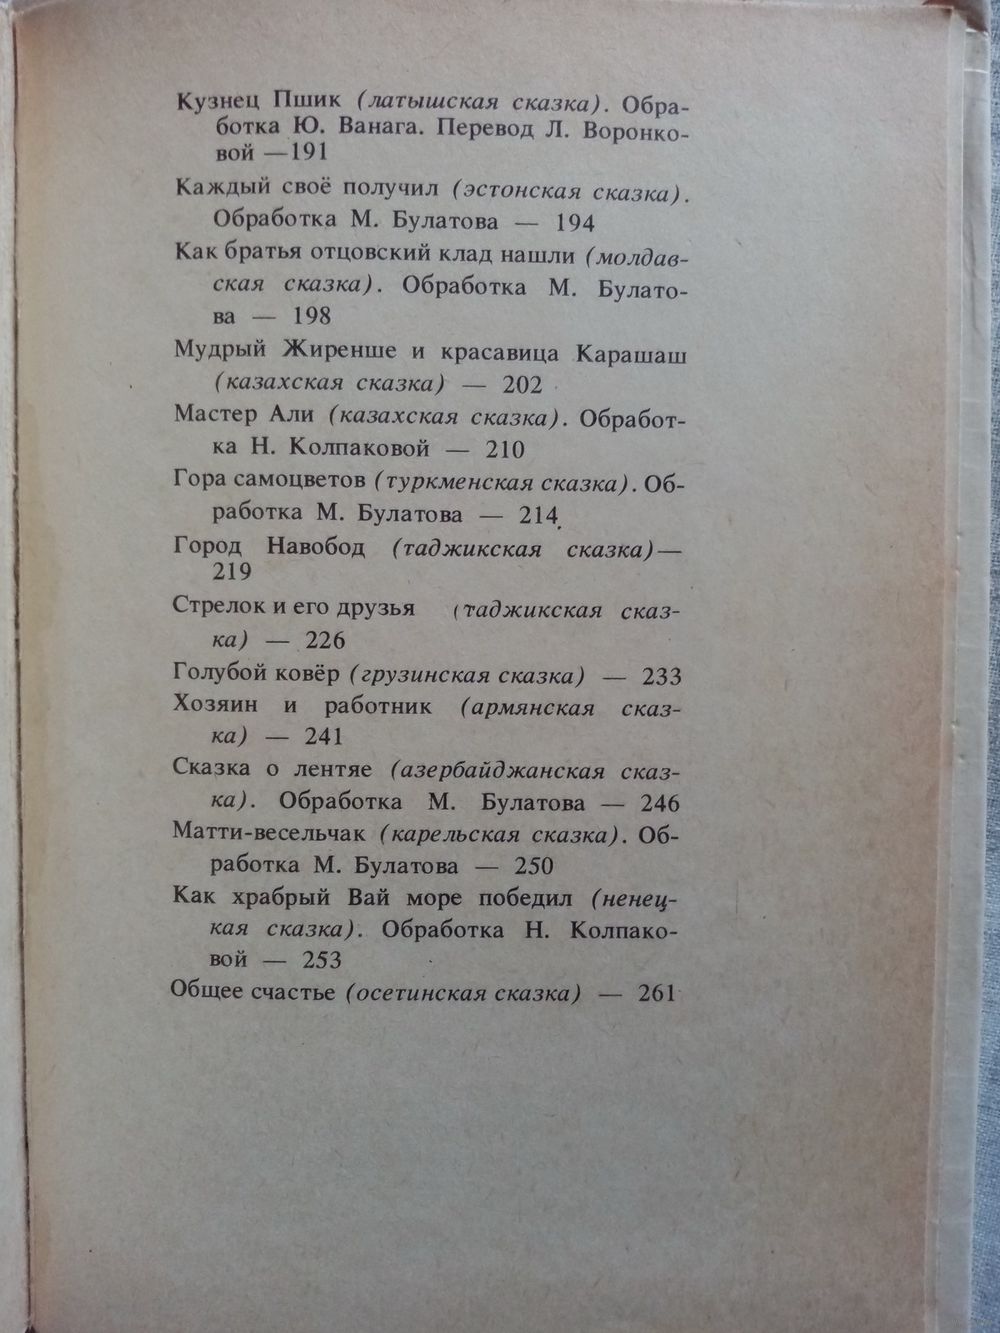 Кузнец Пшик (латышская сказка). Обра-
ботка Ю. Ванага. Перевод Л. Воронко-
вой —191
Каждый своё получил (эстонская сказка).
Обработка М. Булатова — 194
Как братья отцовский клад нашли (молдав-
ская сказка). Обработка М. Булато-
ва — 198
Мудрый Жиренше и красавица Карашаш
(казахская сказка) — 202
Мастер Али (казахская сказка). Обработ-
ка Н. Колпаковой — 210
Гора самоцветов (туркменская сказка). Об-
работка М. Булатова — 214
Город Навобод (таджикская сказка)—
219
Стрелок и его друзья (таджикская сказ-
ка) — 226
Голубой ковёр (грузинская сказка) — 233
Хозяин и работник (армянская сказ-
ка) — 241
Сказка о лентяе (азербайджанская сказ-
ка). Обработка М. Булатова — 246
Матти-весельчак (карельская сказка). Об-
работка М. Булатова — 250
Как храбрый Вай море победил (ненец-
кая сказка). Обработка Н. Колпако-
вой — 253
Общее счастье (осетинская сказка) — 261